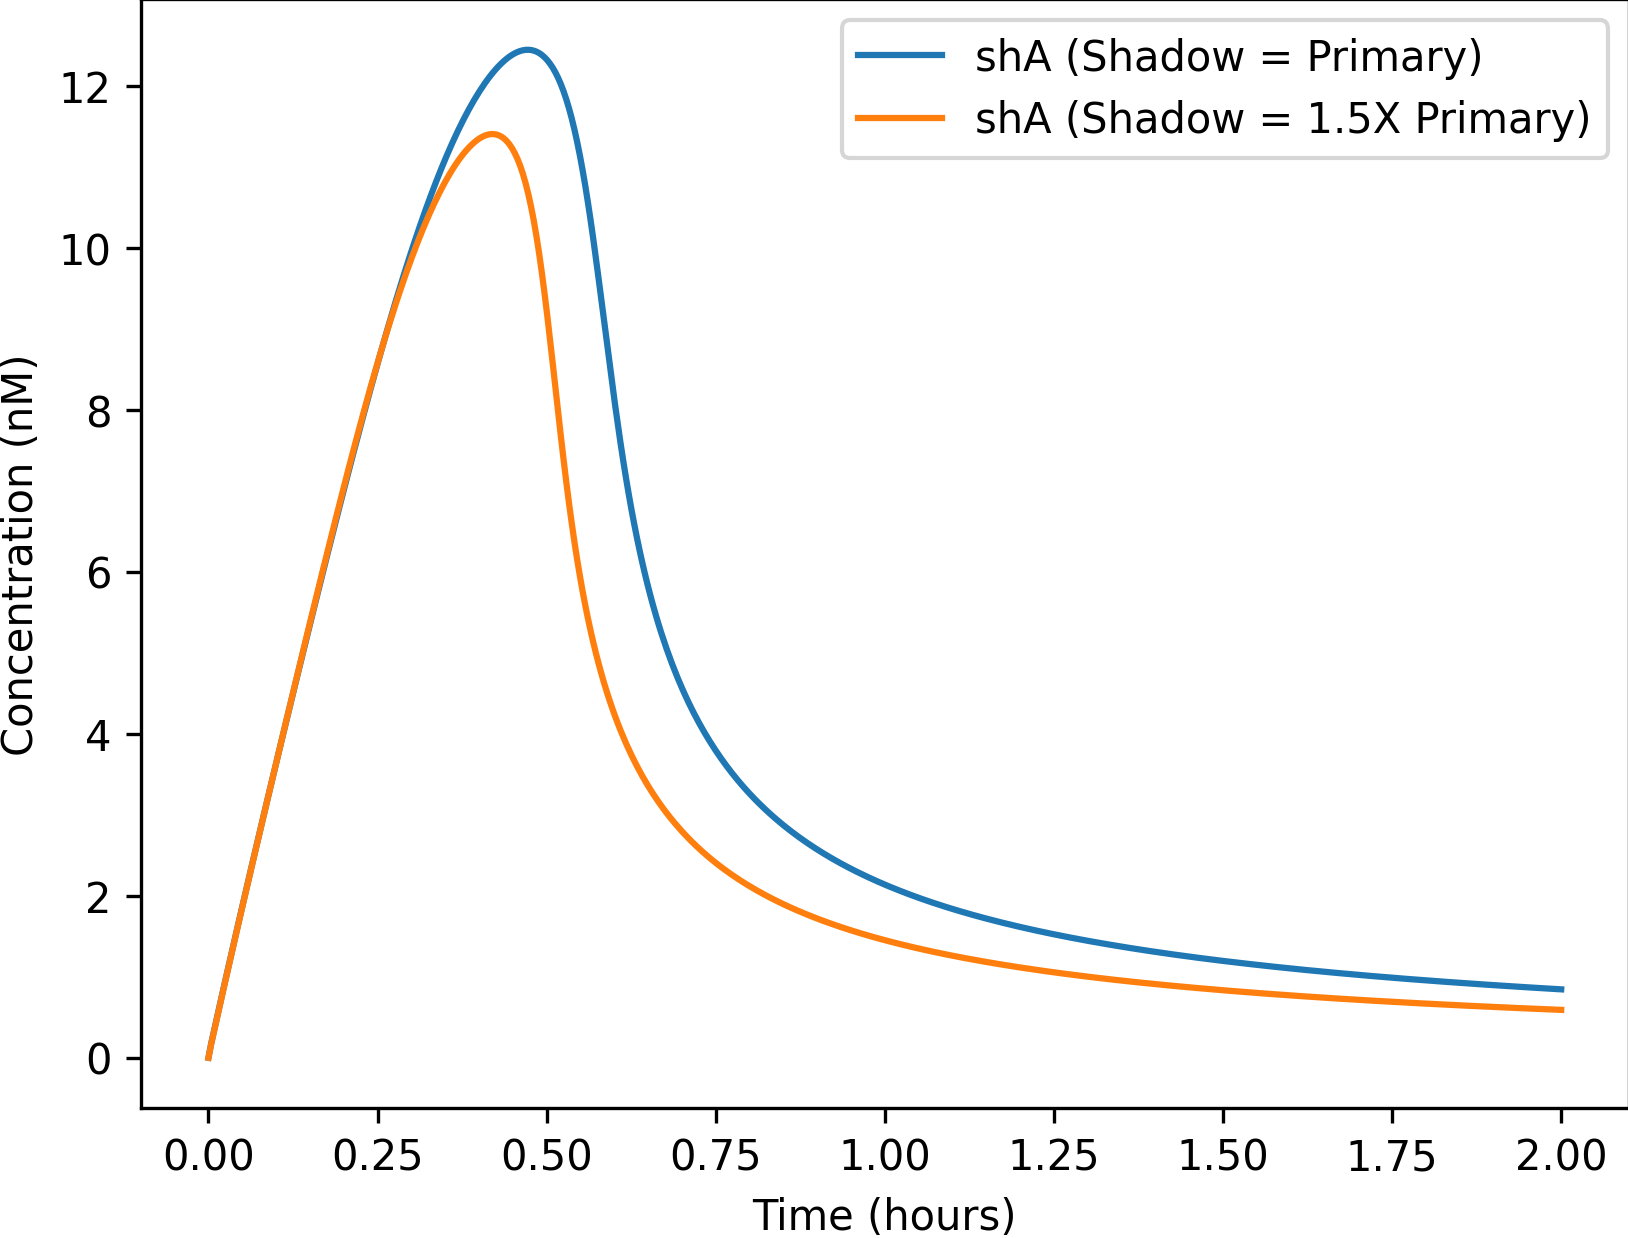 shA (Shadow = Primary)
shA (Shadow = 1.5X Primary)
Concentration (nM)
12
10
8
6
4
2
0
0.00 0.25 0.50 0.75 1.00 1.25 1.50 1.75 2.00
Time (hours)